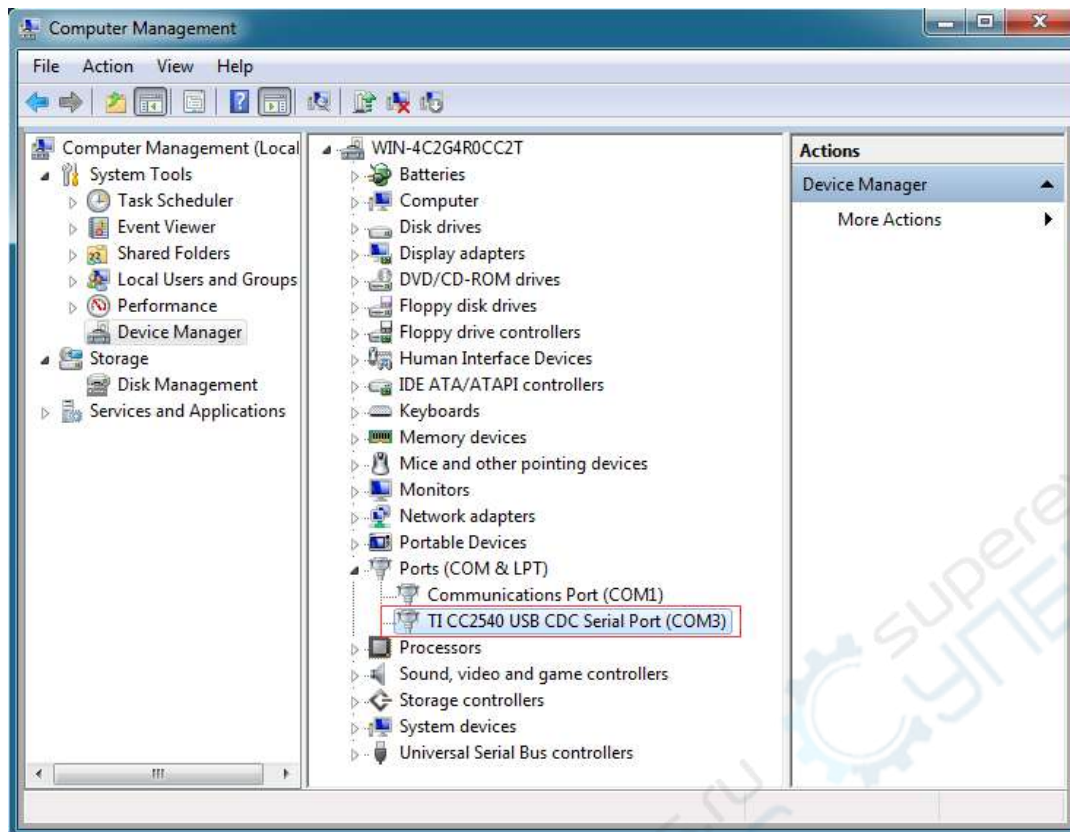 Computer Management
File Action View Help
Computer Management (Local
System Tools
Task Scheduler
Event Viewer
Shared Folders
Local Users and Groups
Performance
Device Manager
Storage
Disk Management
Services and Applications
WIN-4C2G4R0CC2T
Batteries
Computer
Disk drives
Display adapters
DVD/CD-ROM drives
Floppy disk drives
Floppy drive controllers
Human Interface Devices
IDE ATA/ATAPI controllers
Keyboards
Memory devices
Mice and other pointing devices
Monitors
Network adapters
Portable Devices
Ports (COM & LPT)
Communications Port (COM1)
TI CC2540 USB CDC Serial Port (COM3)
Processors
Sound, video and game controllers
Storage controllers
System devices
Universal Serial Bus controllers
Actions
Device Manager
More Actions